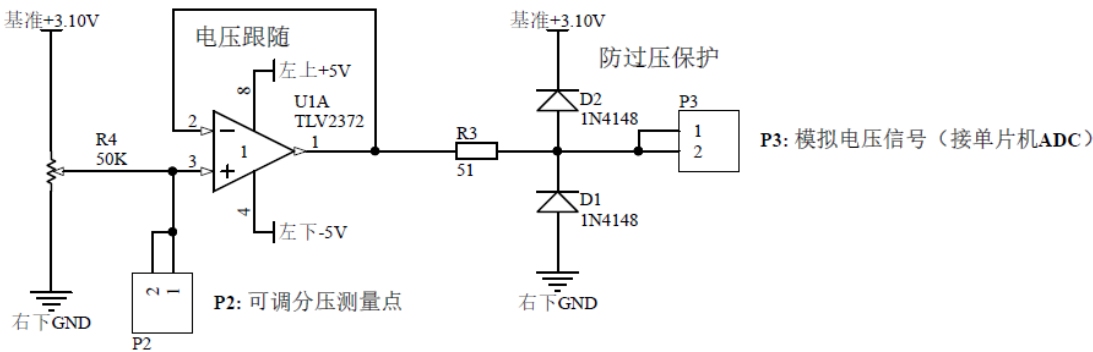 基准+3.10V
电压跟随
基准+3.10V
防过压保护
左上+5V
8
U1A
TLV2372
D2
1N4148
P3
1
2
P3: 模拟电压信号（接单片机ADC）
2
1
1
3
R4
50K
R3
51
D1
1N4148
4
左下-5V
2
1
P2: 可调分压测量点
P2
右下GND
右下GND